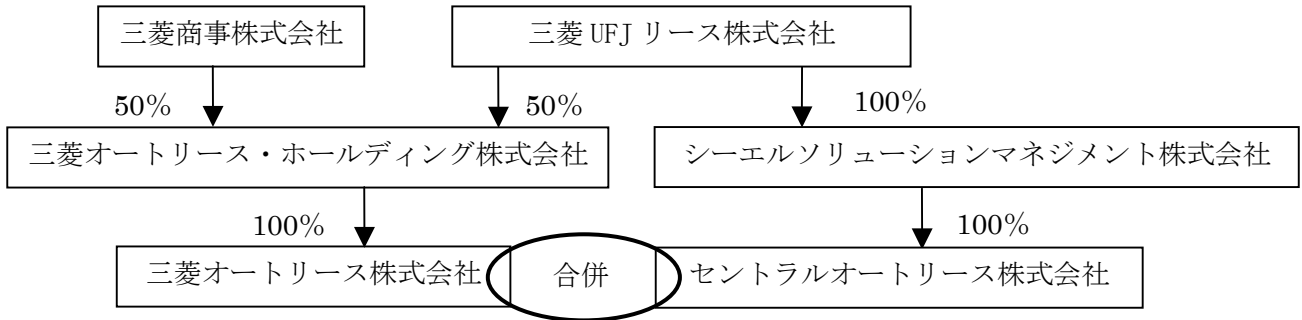 三菱商事株式会社
三菱UFJリース株式会社
50%
50%
100%
三菱オートリース・ホールディング株式会社
シーエルソリューションマネジメント株式会社
100%
100%
三菱オートリース株式会社
合併
セントラルオートリース株式会社